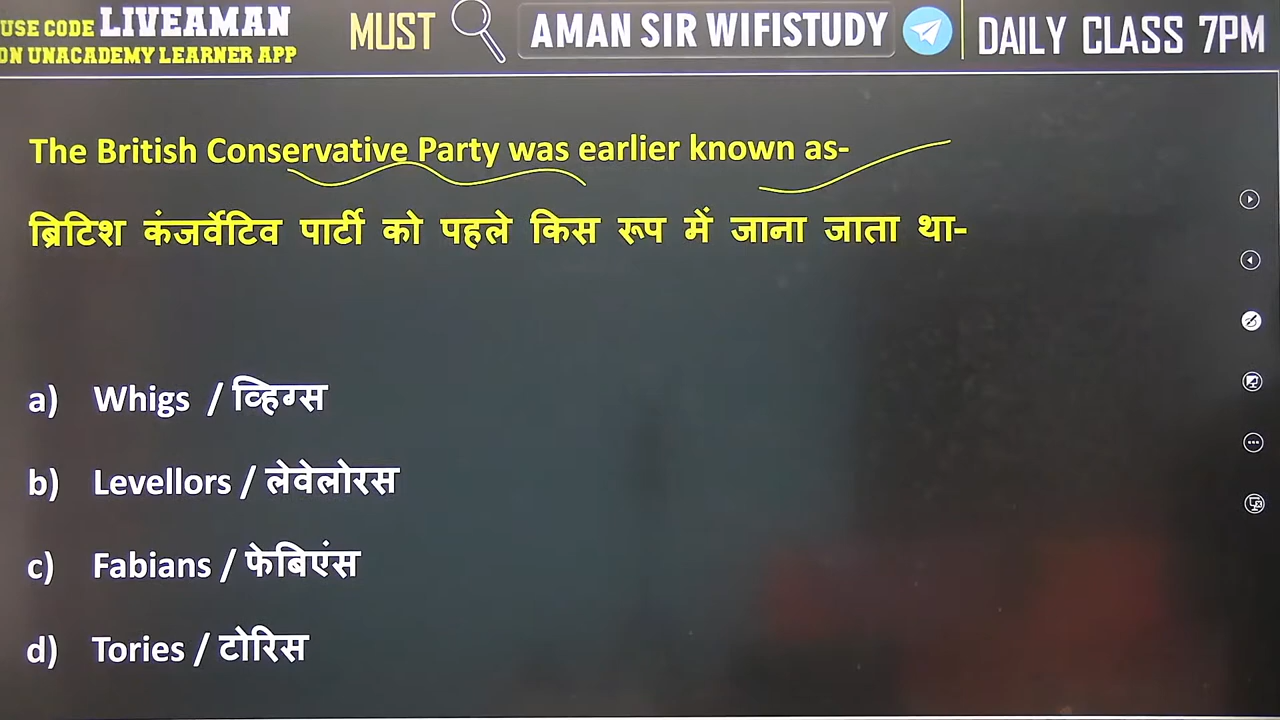 USE CODE LIVEAMAN
ON UNACADEMY LEARNER APP
MUST
AMAN SIR WIFISTUDY
DAILY CLASS 7PM
The British Conservative Party was earlier known as-
ब्रिटिश कंजर्वेटिव पार्टी को पहले किस रूप में जाना जाता था-
a) Whigs / व्हिग्स
b) Levellors / लेवेलोरस
c) Fabians / फेबिएंस
d) Tories / टोरिस